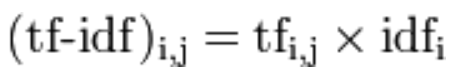 (tf-idf)i,j = tfi,j × idfi